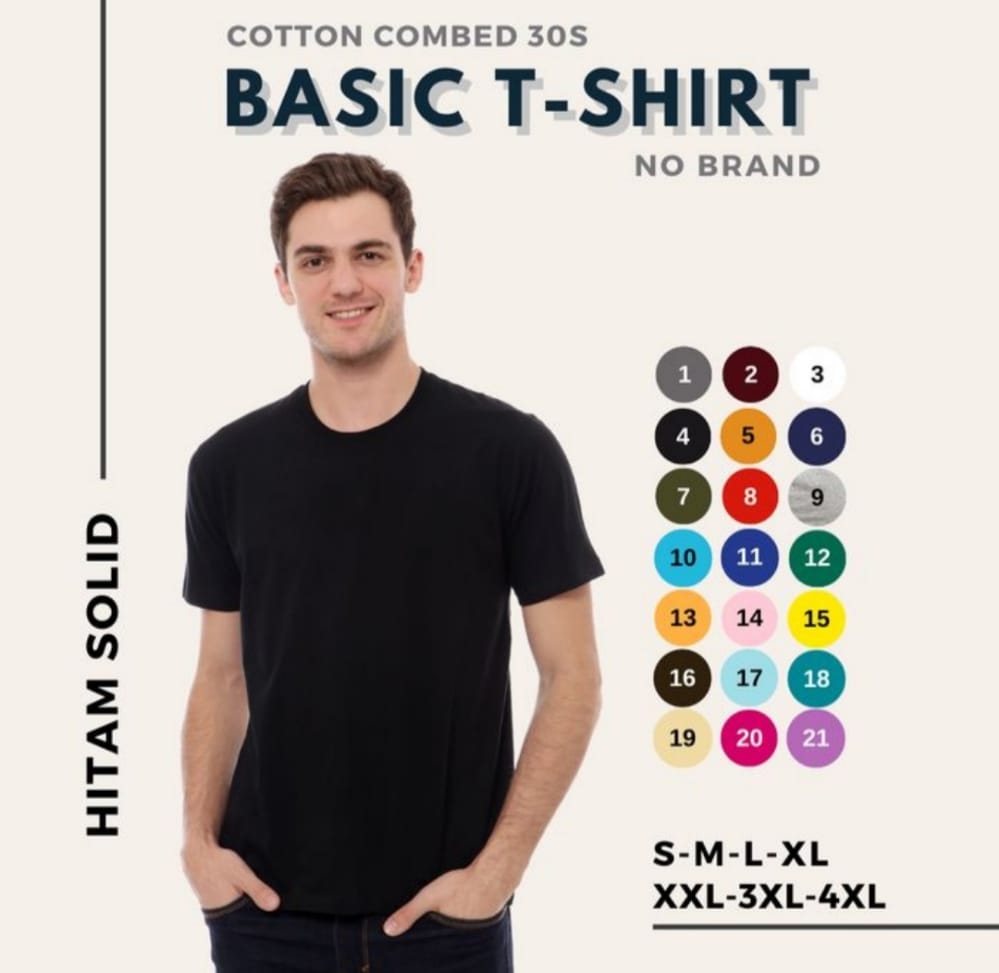 COTTON COMBED 30S
BASIC T-SHIRT
NO BRAND
HITAM SOLID
1 2 3
4 5 6
7 8 9
10 11 12
13 14 15
16 17 18
19 20 21
S-M-L-XL
XXL-3XL-4XL